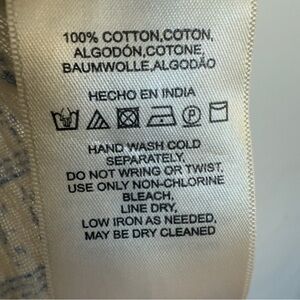 100% COTTON,COTON,
ALGODÓN,COTONE,
BAUMWOLLE,ALGODÃO
HECHO EN INDIA
P
HAND WASH COLD
SEPARATELY,
DO NOT WRING OR TWIST,
USE ONLY NON-CHLORINE
BLEACH,
LINE DRY,
LOW IRON AS NEEDED,
MAY BE DRY CLEANED